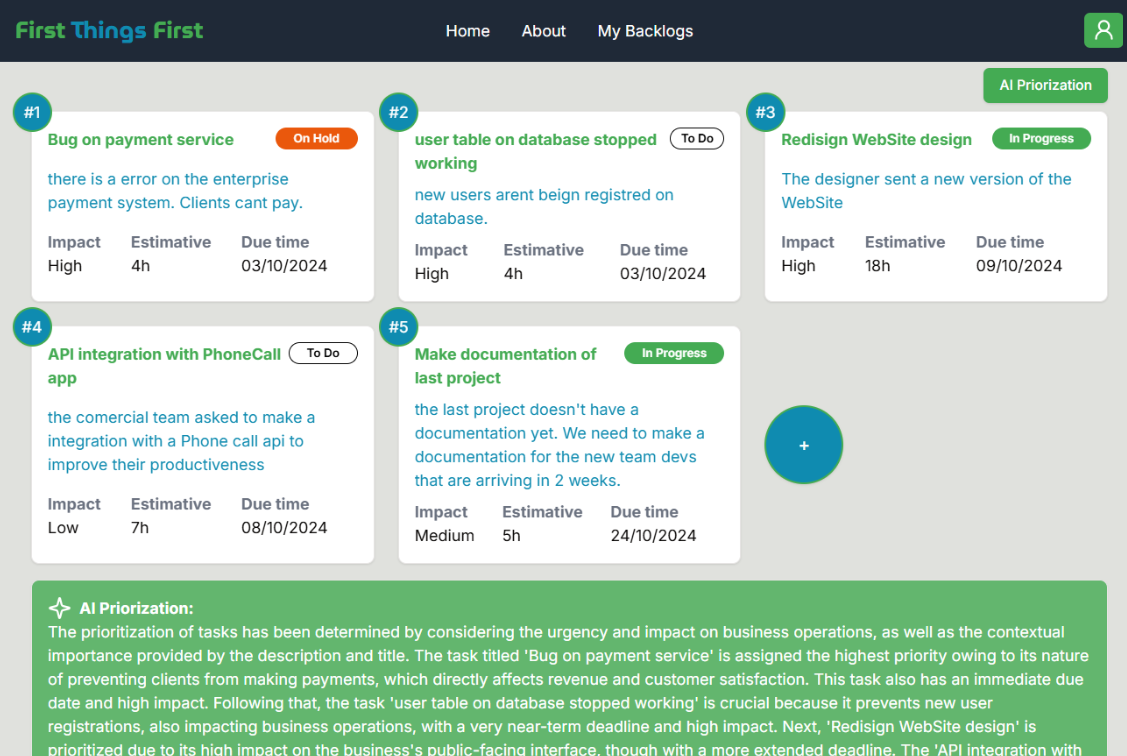 First Things First
Home About My Backlogs
AI Priorization
#1
Bug on payment service
On Hold
there is a error on the enterprise
payment system. Clients cant pay.
Impact Estimative Due time
High 4h 03/10/2024
#2
user table on database stopped
working
To Do
new users arent beign registred on
database.
Impact Estimative Due time
High 4h 03/10/2024
#3
Redisign WebSite design
In Progress
The designer sent a new version of the
WebSite
Impact Estimative Due time
High 18h 09/10/2024
#4
API integration with PhoneCall
app
To Do
the comercial team asked to make a
integration with a Phone call api to
improve their productiveness
Impact Estimative Due time
Low 7h 08/10/2024
#5
Make documentation of
last project
In Progress
the last project doesn't have a
documentation yet. We need to make a
documentation for the new team devs
that are arriving in 2 weeks.
Impact Estimative Due time
Medium 5h 24/10/2024
+
AI Priorization:
The prioritization of tasks has been determined by considering the urgency and impact on business operations, as well as the contextual
importance provided by the description and title. The task titled 'Bug on payment service' is assigned the highest priority owing to its nature
of preventing clients from making payments, which directly affects revenue and customer satisfaction. This task also has an immediate due
date and high impact. Following that, the task 'user table on database stopped working' is crucial because it prevents new user
registrations, also impacting business operations, with a very near-term deadline and high impact. Next, 'Redisign WebSite design' is
prioritized due to its high impact on the business's public-facing interface, though with a more extended deadline. The 'API integration with